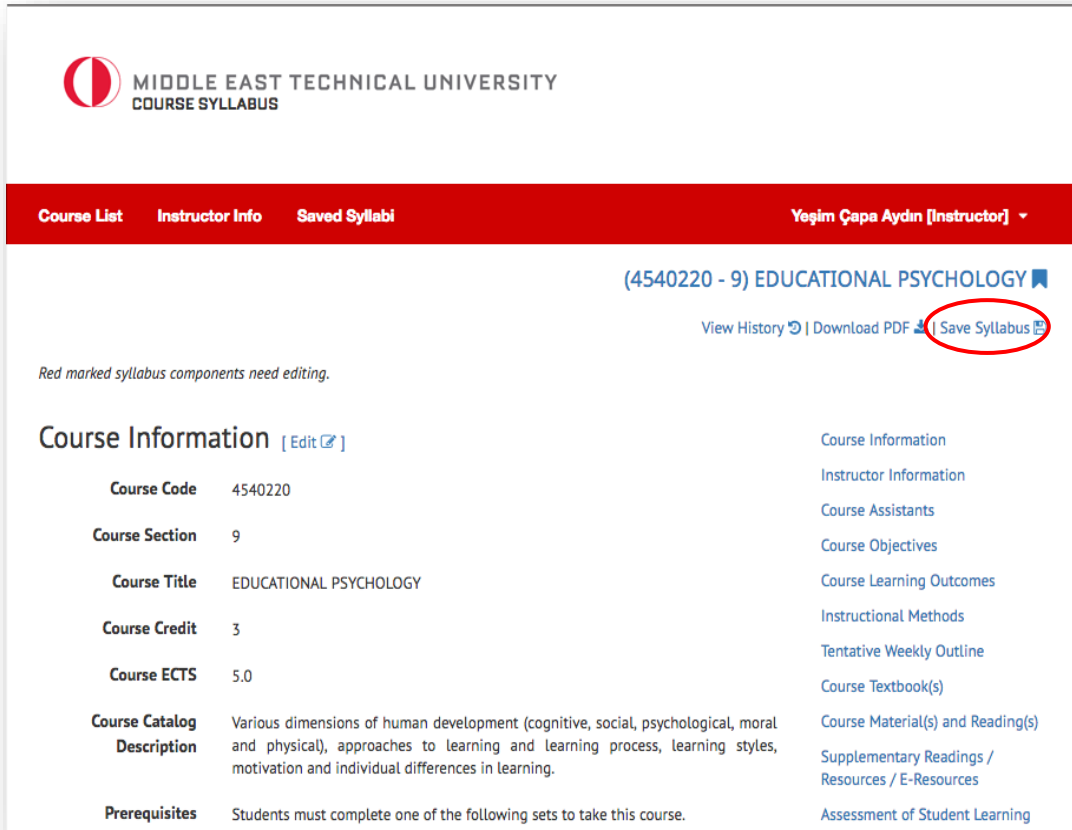 MIDDLE EAST TECHNICAL UNIVERSITY
COURSE SYLLABUS
Course List Instructor Info Saved Syllabi Yeşim Çapa Aydın [Instructor]
(4540220 - 9) EDUCATIONAL PSYCHOLOGY
View History | Download PDF | Save Syllabus
Red marked syllabus components need editing.
Course Information [ Edit ]
Course Code 4540220
Course Section 9
Course Title EDUCATIONAL PSYCHOLOGY
Course Credit 3
Course ECTS 5.0
Course Catalog Description
Various dimensions of human development (cognitive, social, psychological, moral
and physical), approaches to learning and learning process, learning styles,
motivation and individual differences in learning.
Prerequisites Students must complete one of the following sets to take this course.
Course Information
Instructor Information
Course Assistants
Course Objectives
Course Learning Outcomes
Instructional Methods
Tentative Weekly Outline
Course Textbook(s)
Course Material(s) and Reading(s)
Supplementary Readings /
Resources / E-Resources
Assessment of Student Learning